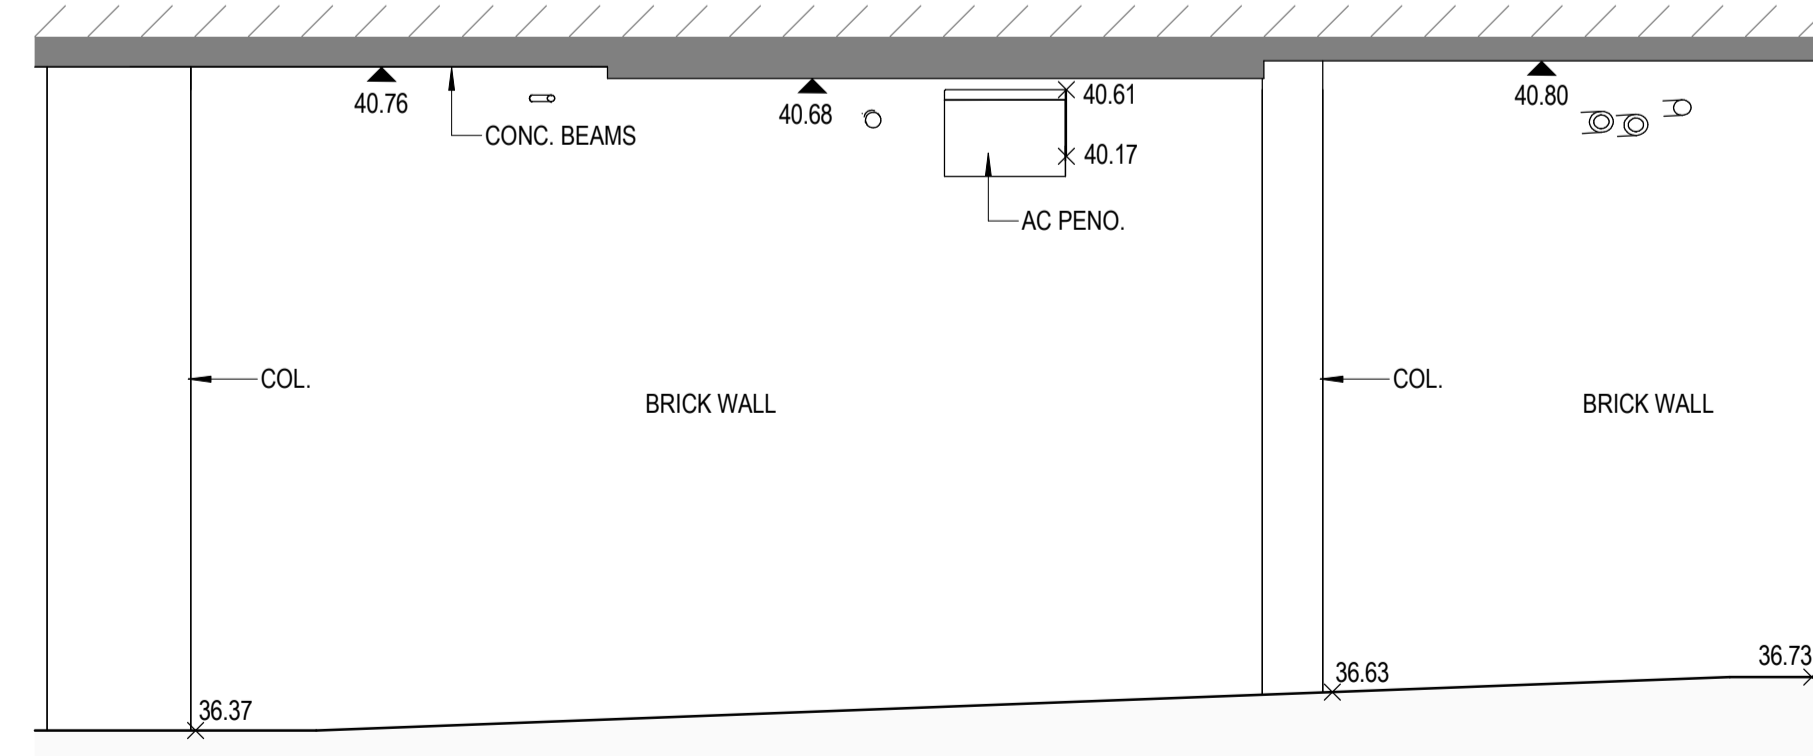 40.76
CONC. BEAMS
40.68
40.61
40.17
AC PENO.
40.80
COL.
BRICK WALL
COL.
BRICK WALL
36.37
36.63
36.73